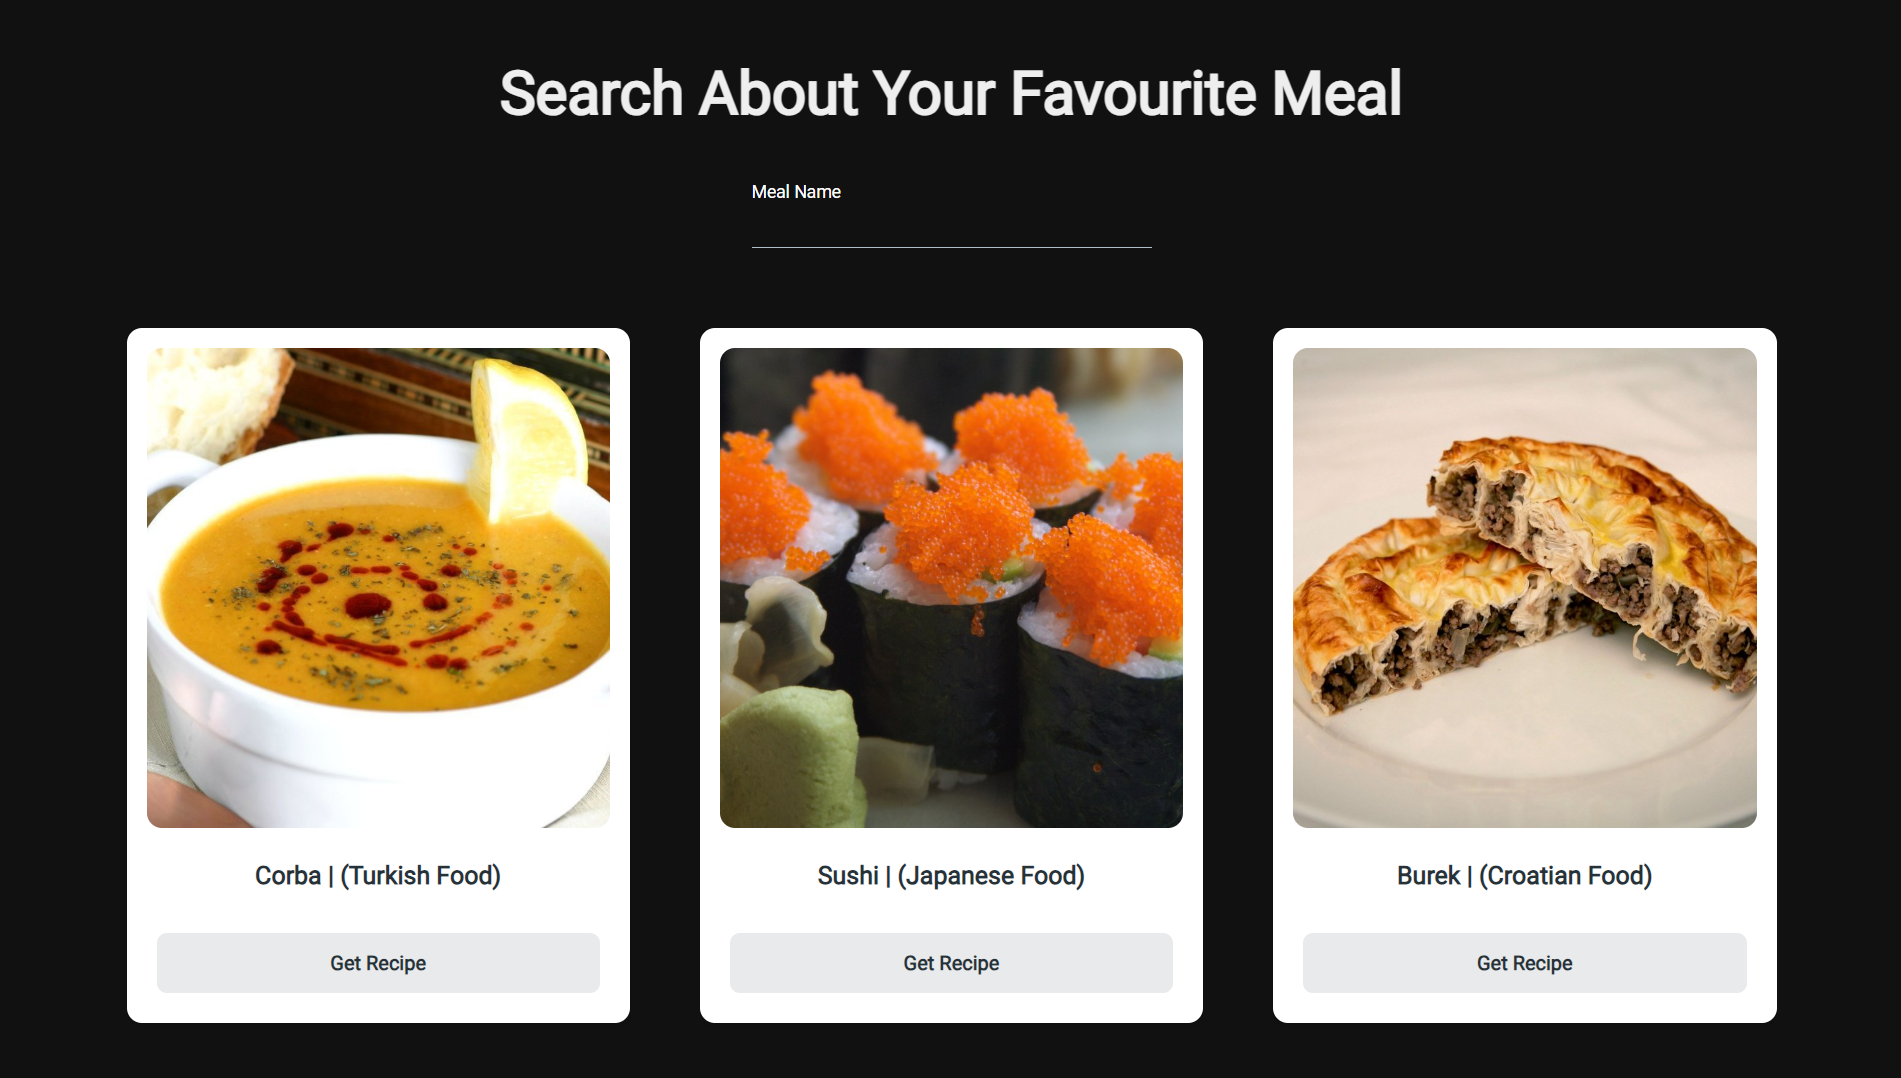 Search About Your Favourite Meal
Meal Name
Corba | (Turkish Food)
Sushi | (Japanese Food)
Burek | (Croatian Food)
Get Recipe
Get Recipe
Get Recipe